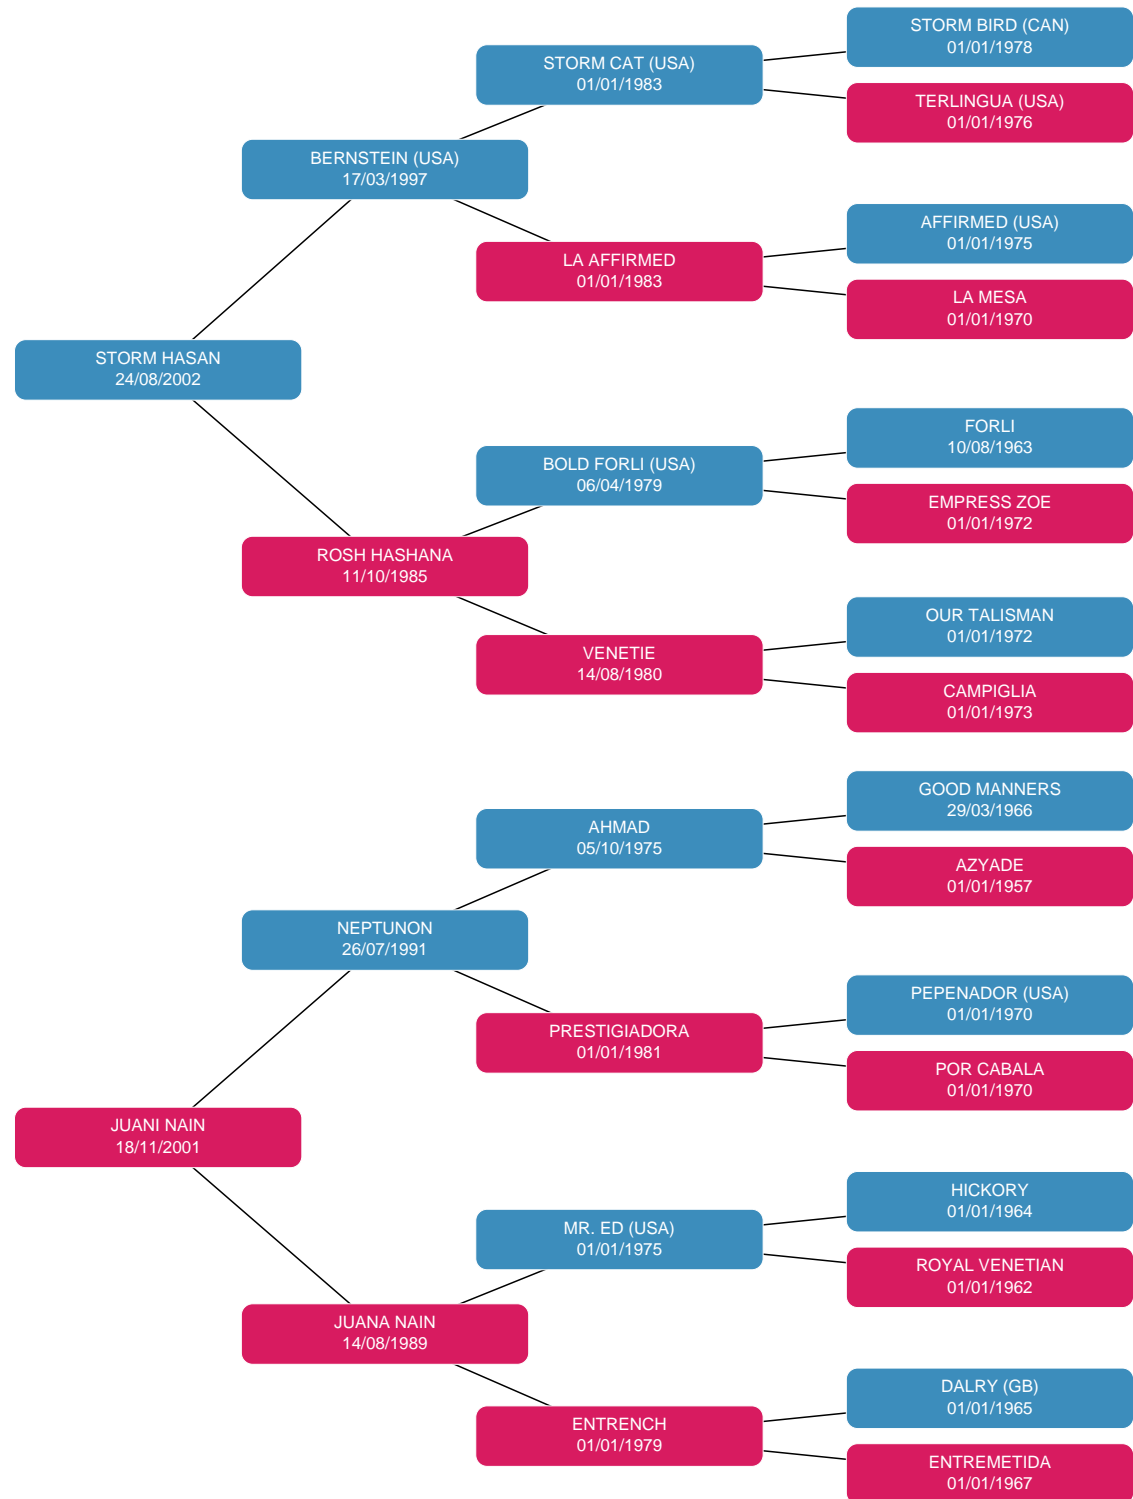 STORM BIRD (CAN)
01/01/1978
STORM CAT (USA)
01/01/1983
TERLINGUA (USA)
01/01/1976
BERNSTEIN (USA)
17/03/1997
AFFIRMED (USA)
01/01/1975
LA AFFIRMED
01/01/1983
LA MESA
01/01/1970
STORM HASAN
24/08/2002
FORLI
10/08/1963
BOLD FORLI (USA)
06/04/1979
EMPRESS ZOE
01/01/1972
ROSH HASHANA
11/10/1985
OUR TALISMAN
01/01/1972
VENETIE
14/08/1980
CAMPIGLIA
01/01/1973
GOOD MANNERS
29/03/1966
AHMAD
05/10/1975
AZYADE
01/01/1957
NEPTUNON
26/07/1991
PEPENADOR (USA)
01/01/1970
PRESTIGIADORA
01/01/1981
POR CABALA
01/01/1970
JUANI NAIN
18/11/2001
HICKORY
01/01/1964
MR. ED (USA)
01/01/1975
ROYAL VENETIAN
01/01/1962
JUANA NAIN
14/08/1989
DALRY (GB)
01/01/1965
ENTRENCH
01/01/1979
ENTREMETIDA
01/01/1967